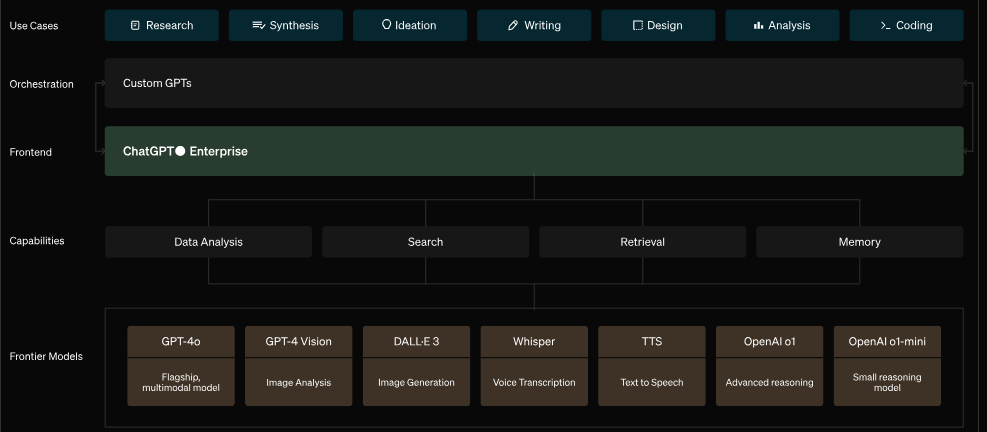 Use Cases
Research
Synthesis
Ideation
Writing
Design
Analysis
Coding
Orchestration
Custom GPTs
Frontend
ChatGPT Enterprise
Capabilities
Data Analysis
Search
Retrieval
Memory
Frontier Models
GPT-4o
Flagship,
multimodal model
GPT-4 Vision
Image Analysis
DALL·E 3
Image Generation
Whisper
Voice Transcription
TTS
Text to Speech
OpenAI o1
Advanced reasoning
OpenAI o1-mini
Small reasoning
model